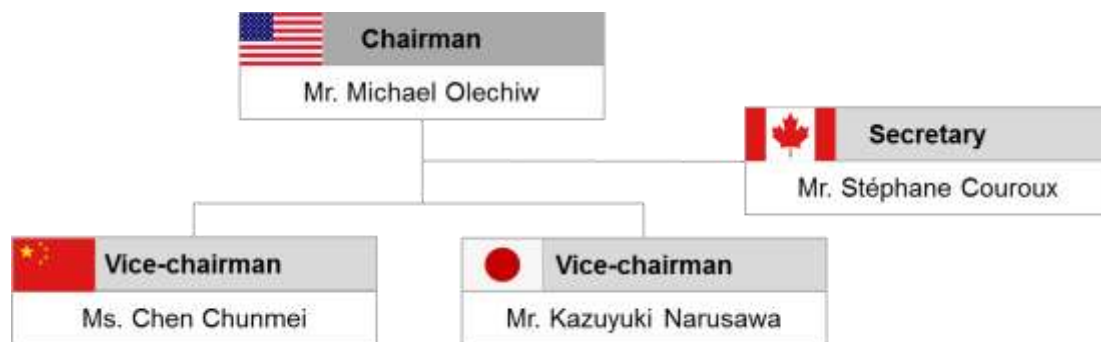 Chairman
Mr. Michael Olechiw
Secretary
Mr. Stéphane Couroux
Vice-chairman
Ms. Chen Chunmei
Vice-chairman
Mr. Kazuyuki Narusawa